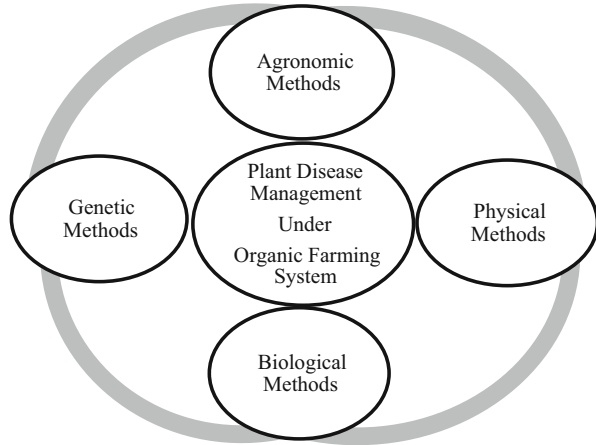 Agronomic
Methods
Genetic
Methods
Plant Disease
Management
Under
Organic Farming
System
Physical
Methods
Biological
Methods